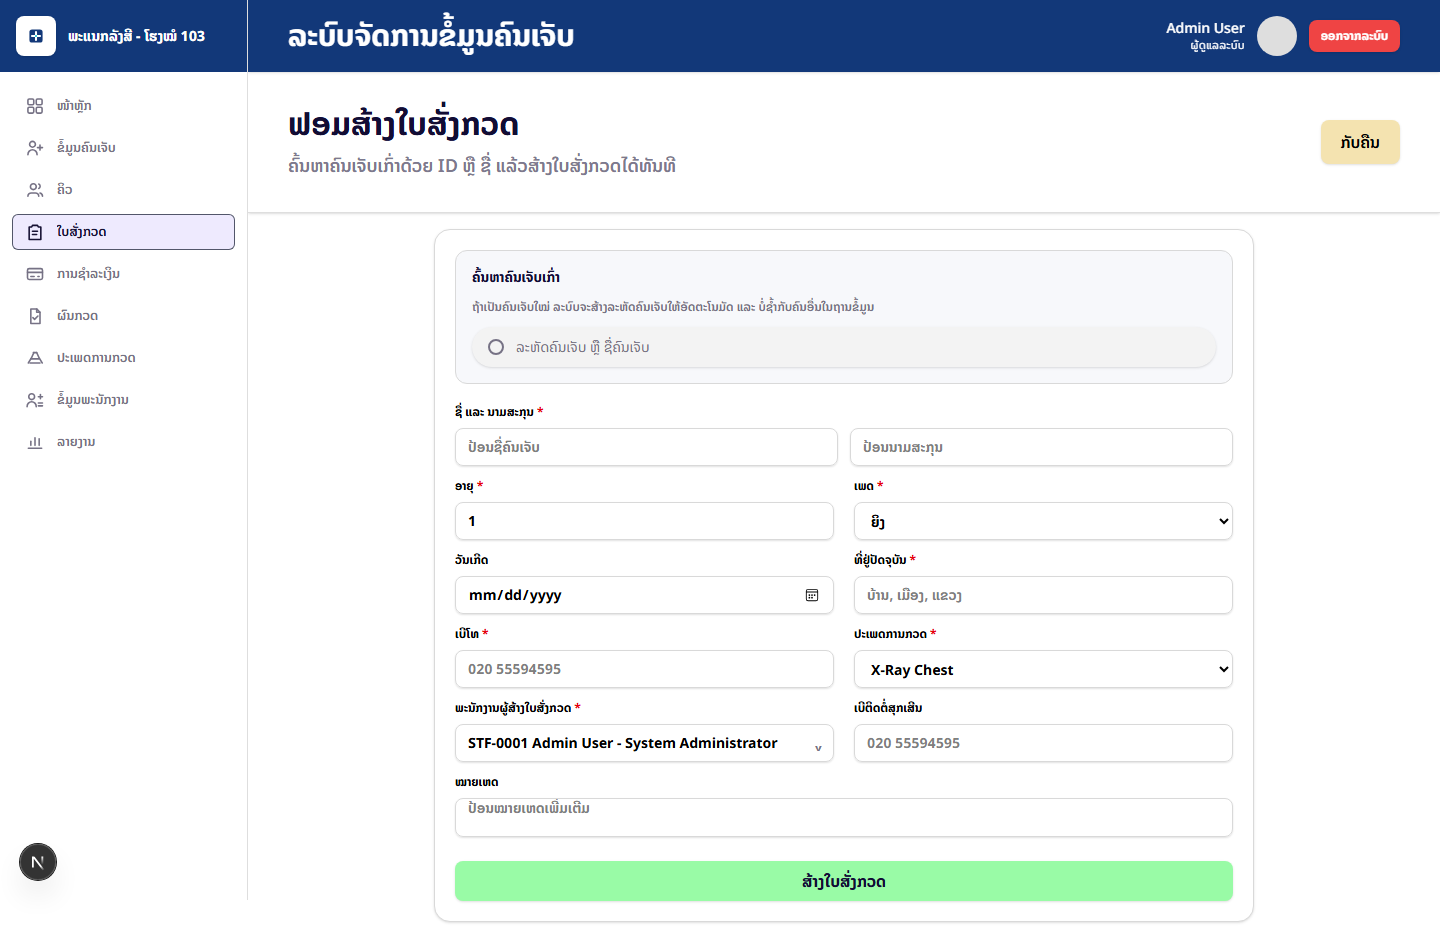 ພະແນກລັງສີ - ໂຮງໝໍ 103
ລະບົບຈັດການຂໍ້ມູນຄົນເຈັບ
Admin User
ຜູ້ດູແລລະບົບ
ອອກຈາກລະບົບ
ໜ້າຫຼັກ
ຂໍ້ມູນຄົນເຈັບ
ຄິວ
ໃບສັ່ງກວດ
ການຊຳລະເງິນ
ຜົນກວດ
ປະເພດການກວດ
ຂໍ້ມູນພະນັກງານ
ລາຍງານ
ຟອມສ້າງໃບສັ່ງກວດ
ຄົ້ນຫາຄົນເຈັບເກົ່າດ້ວຍ ID ຫຼື ຊື່ ແລ້ວສ້າງໃບສັ່ງກວດໄດ້ທັນທີ
ກັບຄືນ
ຄົ້ນຫາຄົນເຈັບເກົ່າ
ຖ້າເປັນຄົນເຈັບໃໝ່ ລະບົບຈະສ້າງລະຫັດຄົນເຈັບໃຫ້ອັດຕະໂນມັດ ແລະ ບໍ່ຊ້ຳກັບຄົນອື່ນໃນຖານຂໍ້ມູນ
ລະຫັດຄົນເຈັບ ຫຼື ຊື່ຄົນເຈັບ
ຊື່ ແລະ ນາມສະກຸນ *
ປ້ອນຊື່ຄົນເຈັບ
ປ້ອນນາມສະກຸນ
ອາຍຸ *
ເພດ *
1
ຍິງ
ວັນເກີດ
ທີ່ຢູ່ປັດຈຸບັນ *
mm/dd/yyyy
ບ້ານ, ເມືອງ, ແຂວງ
ເບີໂທ *
ປະເພດການກວດ *
020 55594595
X-Ray Chest
ພະນັກງານຜູ້ສ້າງໃບສັ່ງກວດ *
ເບີຕິດຕໍ່ສຸກເສີນ
STF-0001 Admin User - System Administrator
020 55594595
ໝາຍເຫດ
ປ້ອນໝາຍເຫດເພີ່ມເຕີມ
ສ້າງໃບສັ່ງກວດ
N